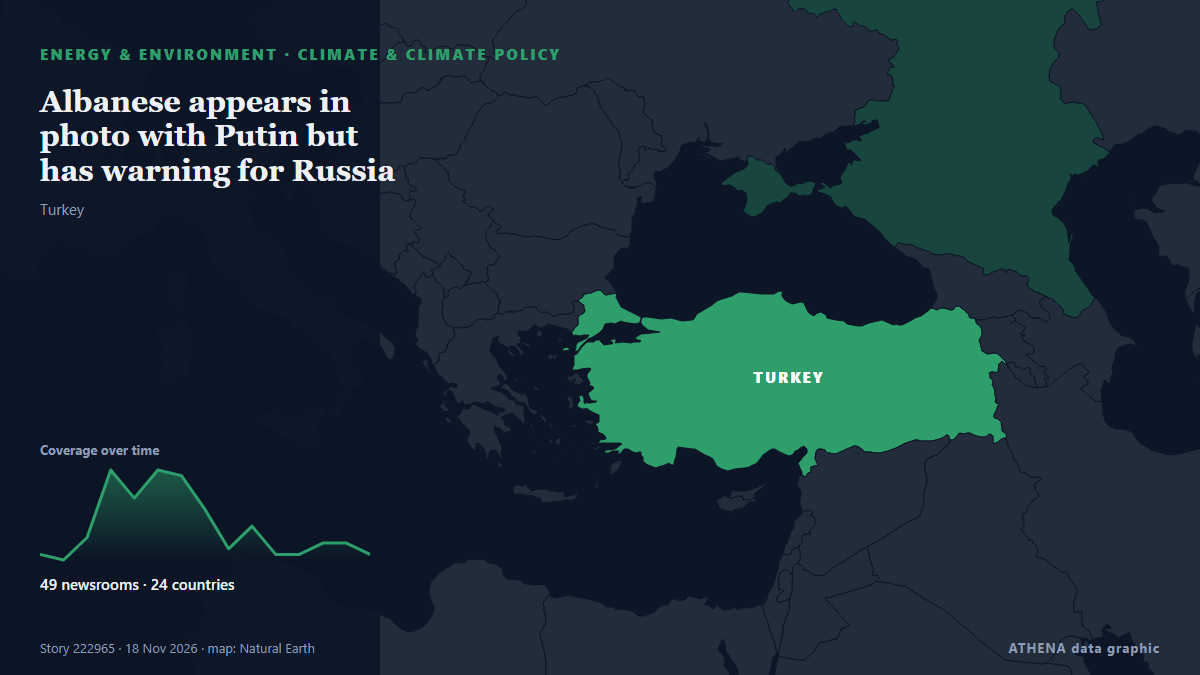 ENERGY & ENVIRONMENT · CLIMATE & CLIMATE POLICY
Albanese appears in
photo with Putin but
has warning for Russia
Turkey
TURKEY
Coverage over time
49 newsrooms · 24 countries
Story 222965 · 18 Nov 2026 · map: Natural Earth
ATHENA data graphic